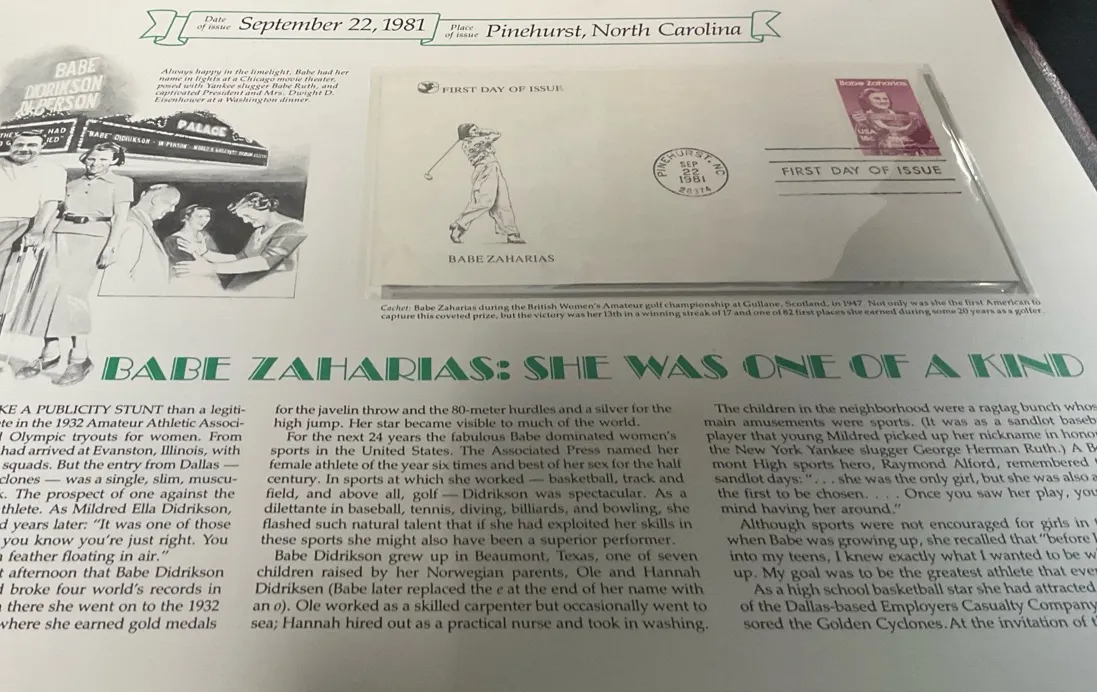 Date
of issue
September 22, 1981
Place
of issue
Pinehurst, North Carolina
Always happy in the limelight, Babe had her
name in lights at a Chicago movie theater,
posed with Yankee slugger Babe Ruth, and
captivated President and Mrs. Dwight D.
Eisenhower at a Washington dinner.
BABE
DIDRIKSON
IN PERSON
HAD
PALACE
"BABE" DIDRIKSON - IN PERSON - WORLD'S GREATEST
FIRST DAY OF ISSUE
BABE ZAHARIAS
Babe Zaharias
USA
18c
PINEHURST, NC
SEP
22
1981
28374
FIRST DAY OF ISSUE
Cachet: Babe Zaharias during the British Women's Amateur golf championship at Gullane, Scotland, in 1947. Not only was she the first American to
capture this coveted prize, but the victory was her 13th in a winning streak of 17 and one of 82 first places she earned during some 20 years as a golfer.
BABE ZAHARIAS: SHE WAS ONE OF A KIND
KE A PUBLICITY STUNT than a legiti-
te in the 1932 Amateur Athletic Associ-
l Olympic tryouts for women. From
had arrived at Evanston, Illinois, with
squads. But the entry from Dallas —
clones — was a single, slim, muscu-
k. The prospect of one against the
thlete. As Mildred Ella Didrikson,
d years later: "It was one of those
you know you're just right. You
feather floating in air."
t afternoon that Babe Didrikson
d broke four world's records in
there she went on to the 1932
where she earned gold medals
for the javelin throw and the 80-meter hurdles and a silver for the
high jump. Her star became visible to much of the world.
For the next 24 years the fabulous Babe dominated women's
sports in the United States. The Associated Press named her
female athlete of the year six times and best of her sex for the half
century. In sports at which she worked — basketball, track and
field, and above all, golf — Didrikson was spectacular. As a
dilettante in baseball, tennis, diving, billiards, and bowling, she
flashed such natural talent that if she had exploited her skills in
these sports she might also have been a superior performer.
Babe Didrikson grew up in Beaumont, Texas, one of seven
children raised by her Norwegian parents, Ole and Hannah
Didriksen (Babe later replaced the e at the end of her name with
an o). Ole worked as a skilled carpenter but occasionally went to
sea; Hannah hired out as a practical nurse and took in washing.
The children in the neighborhood were a ragtag bunch whos
main amusements were sports. (It was as a sandlot baseb
player that young Mildred picked up her nickname in honor
the New York Yankee slugger George Herman Ruth.) A B
mont High sports hero, Raymond Alford, remembered
sandlot days: ". . . she was the only girl, but she was also a
the first to be chosen. . . . Once you saw her play, you
mind having her around."
Although sports were not encouraged for girls in
when Babe was growing up, she recalled that "before I
into my teens, I knew exactly what I wanted to be w
up. My goal was to be the greatest athlete that ever
As a high school basketball star she had attracted
of the Dallas-based Employers Casualty Company
sored the Golden Cyclones. At the invitation of t